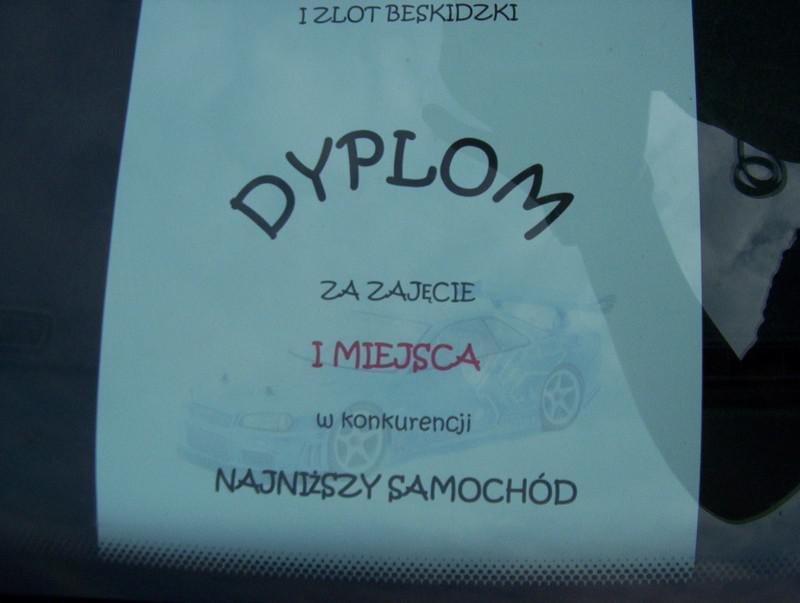 I ZLOT BESKIDZKI
DYPLOM
ZA ZAJĘCIE
I MIEJSCA
w konkurencji
NAJNIŻSZY SAMOCHÓD